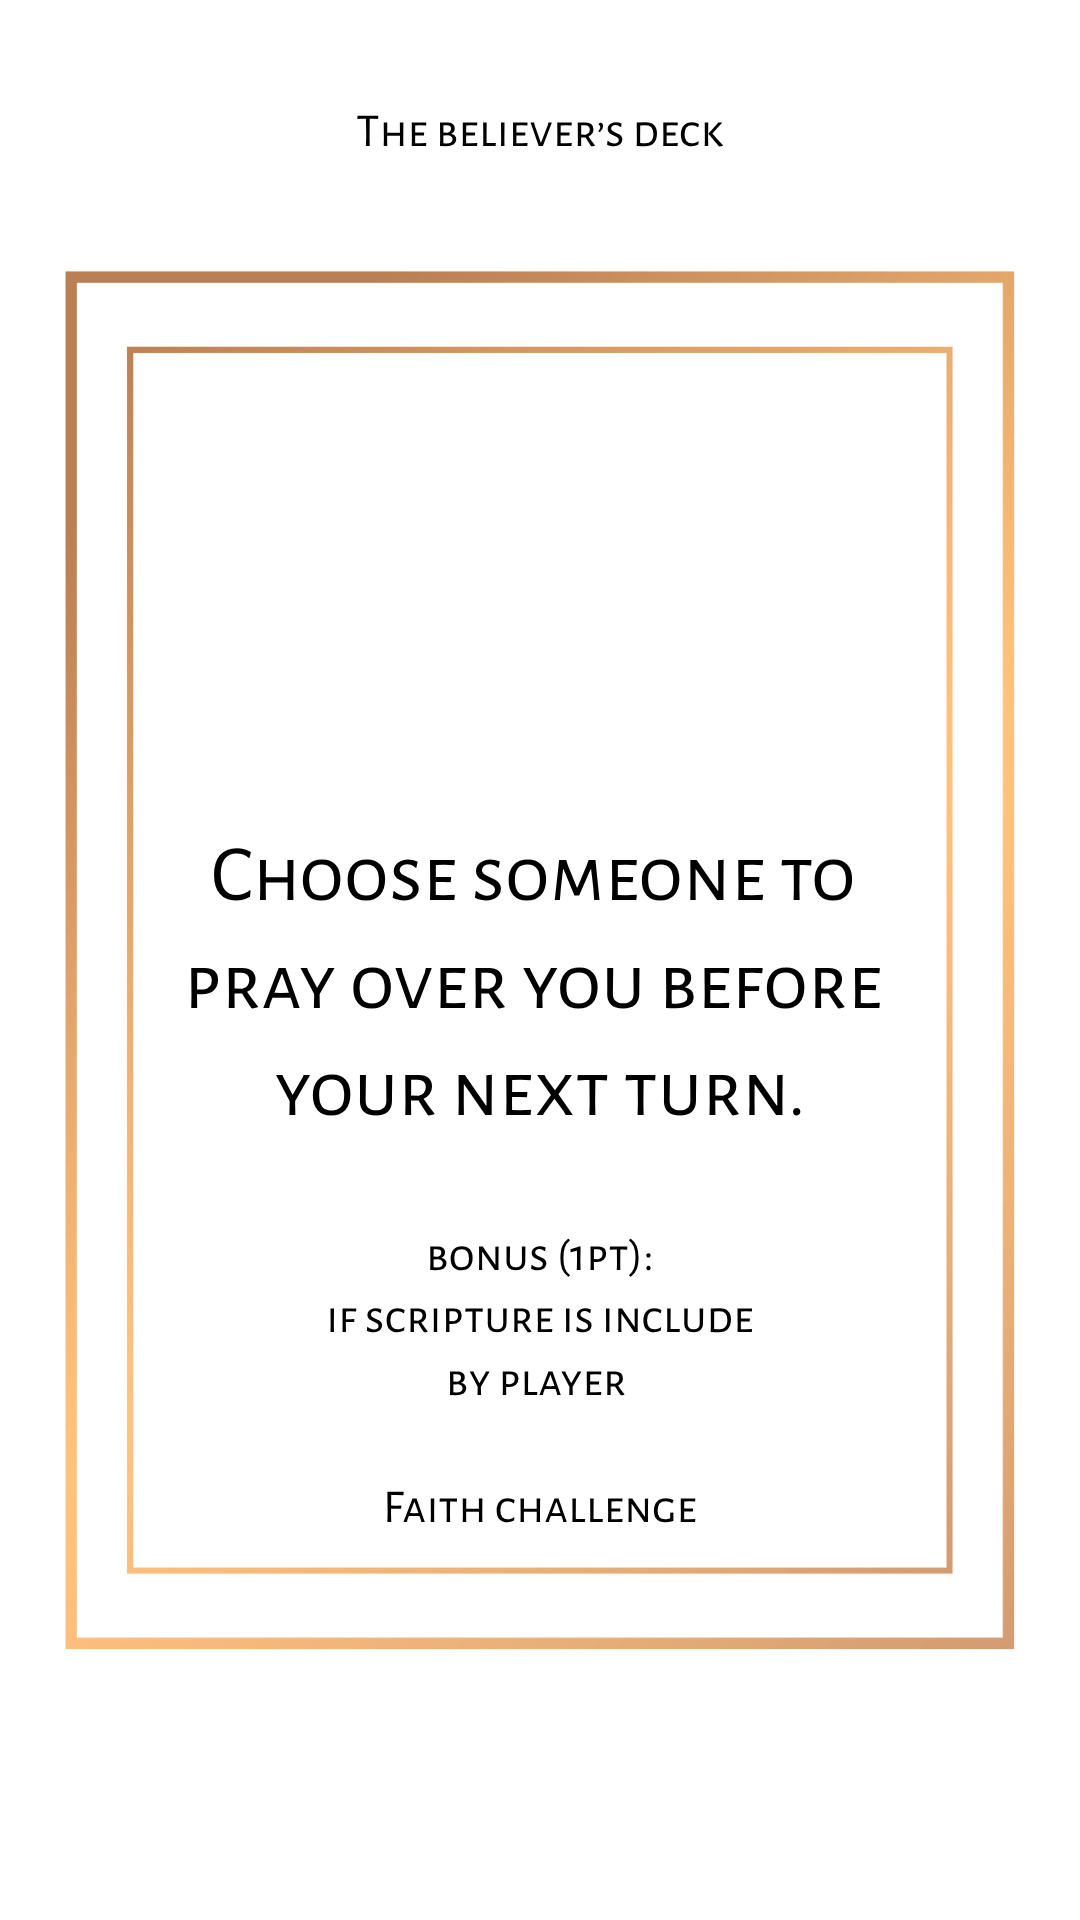 The believer’s deck
Choose someone to
pray over you before
your next turn.
bonus (1pt):
if scripture is include
by player
Faith challenge